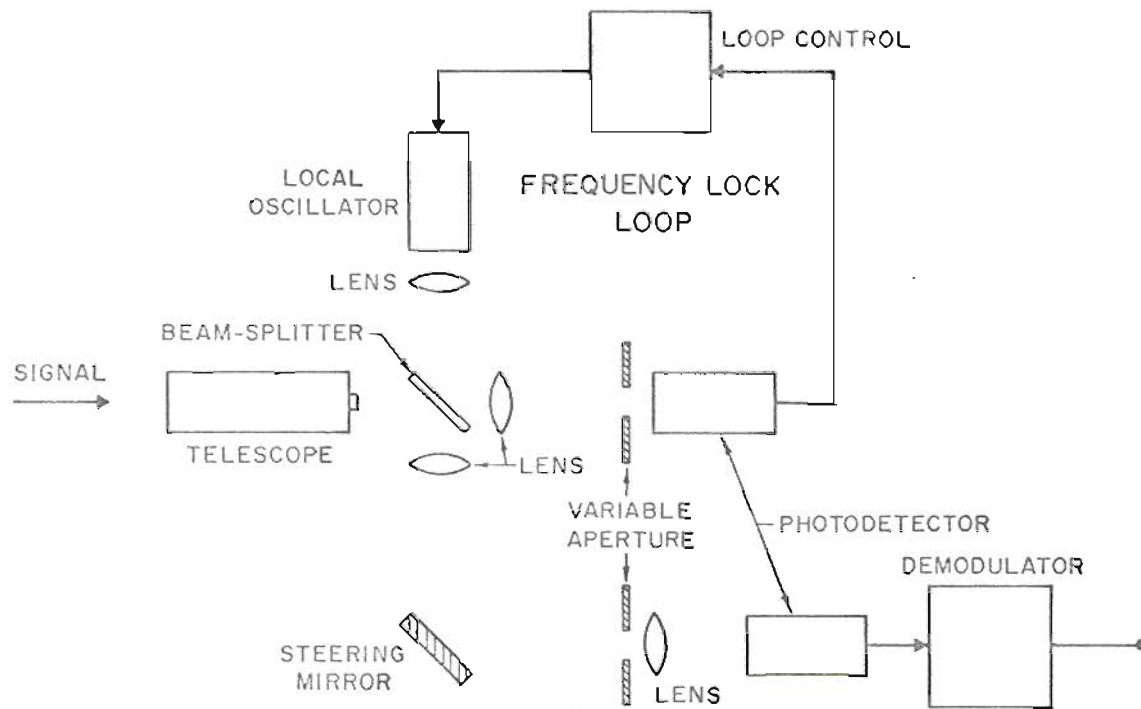 LOOP CONTROL
LOCAL
OSCILLATOR
FREQUENCY LOCK
LOOP
LENS
BEAM-SPLITTER
SIGNAL
TELESCOPE
LENS
VARIABLE
APERTURE
PHOTODETECTOR
DEMODULATOR
STEERING
MIRROR
LENS